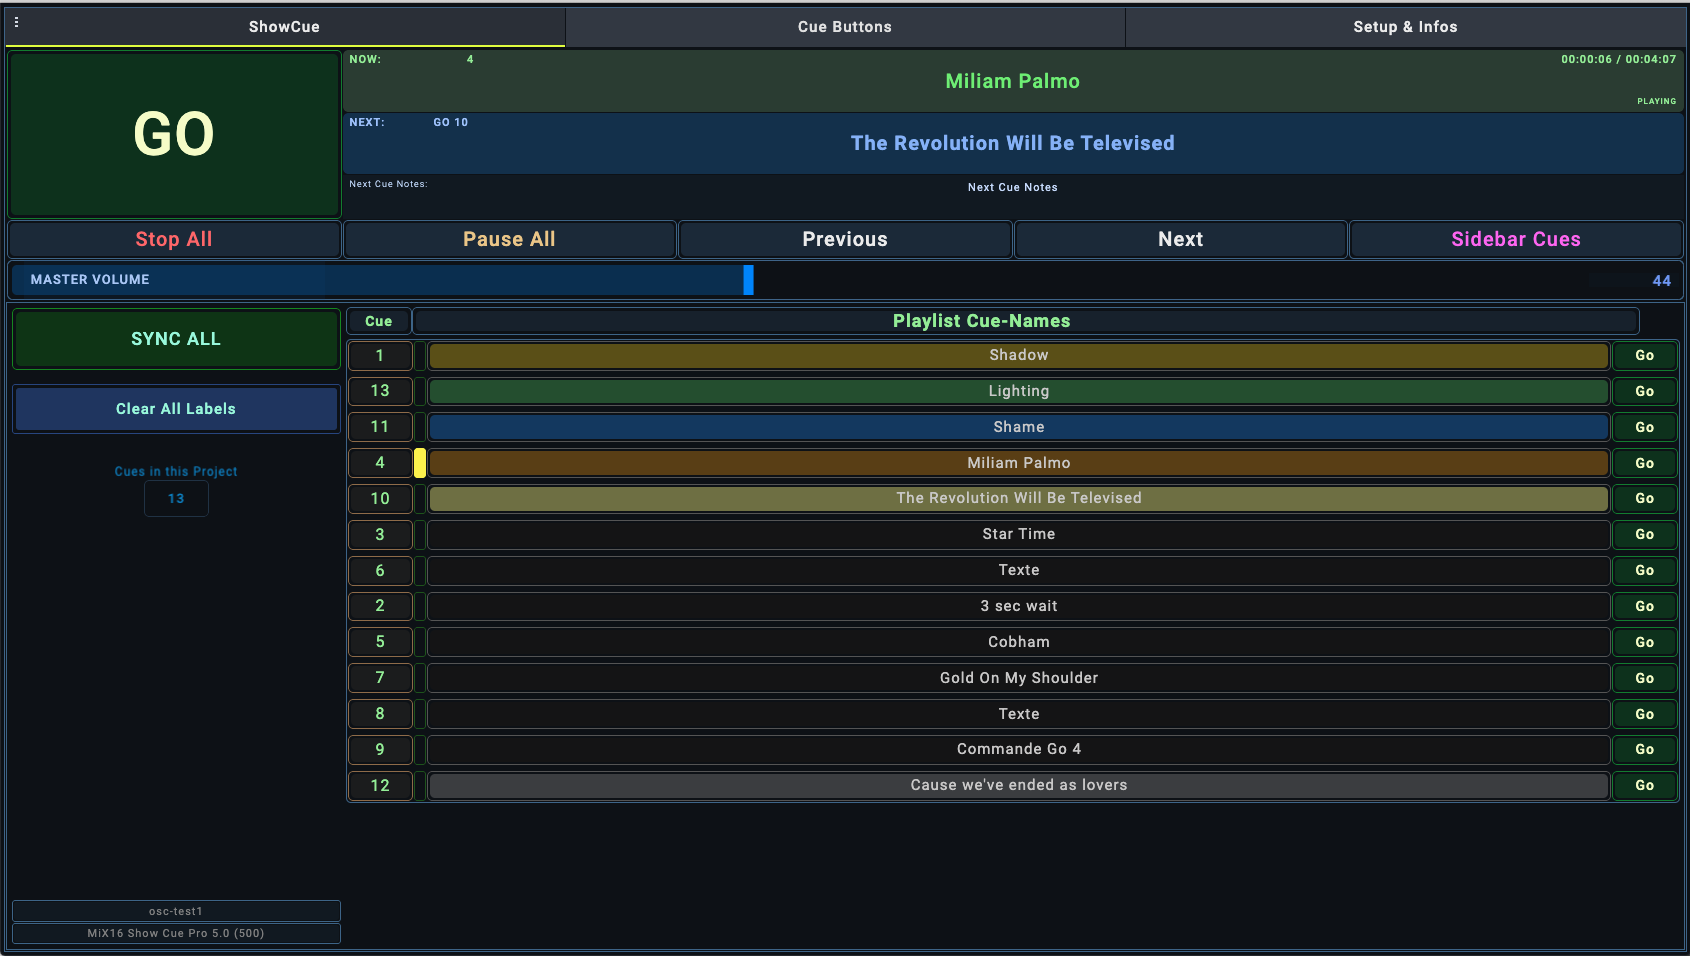 ShowCue
Cue Buttons
Setup & Infos
GO
NOW: 4 00:00:06 / 00:04:07
Miliam Palmo
PLAYING
NEXT: GO 10
The Revolution Will Be Televised
Next Cue Notes:
Next Cue Notes
Stop All
Pause All
Previous
Next
Sidebar Cues
MASTER VOLUME 44
SYNC ALL
Clear All Labels
Cues in this Project
13
Cue Playlist Cue-Names
1 Shadow Go
13 Lighting Go
11 Shame Go
4 Miliam Palmo Go
10 The Revolution Will Be Televised Go
3 Star Time Go
6 Texte Go
2 3 sec wait Go
5 Cobham Go
7 Gold On My Shoulder Go
8 Texte Go
9 Commande Go 4 Go
12 Cause we've ended as lovers Go
osc-test1
MiX16 Show Cue Pro 5.0 (500)